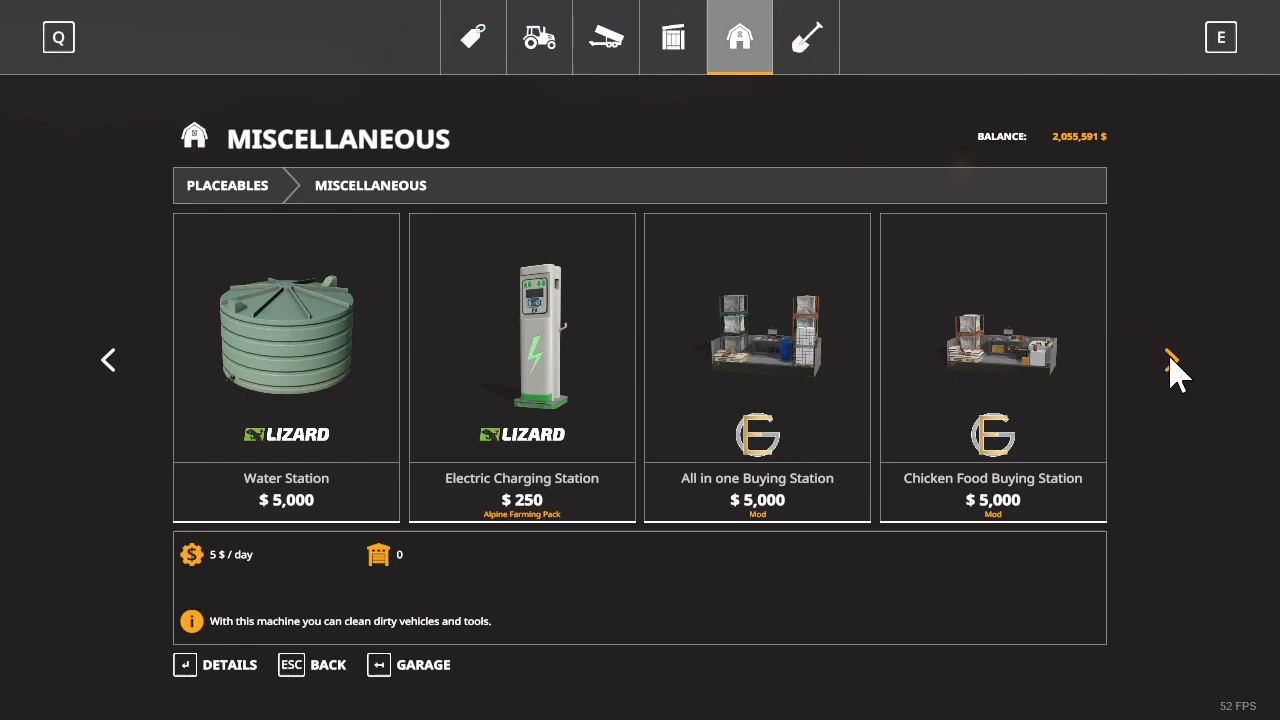 Q
E
MISCELLANEOUS
BALANCE: 2,055,591 $
PLACEABLES MISCELLANEOUS
LIZARD
Water Station
$ 5,000
LIZARD
Electric Charging Station
$ 250
Alpine Farming Pack
GE
All in one Buying Station
$ 5,000
Mod
GE
Chicken Food Buying Station
$ 5,000
Mod
5 $ / day 0
With this machine you can clean dirty vehicles and tools.
DETAILS ESC BACK GARAGE
52 FPS